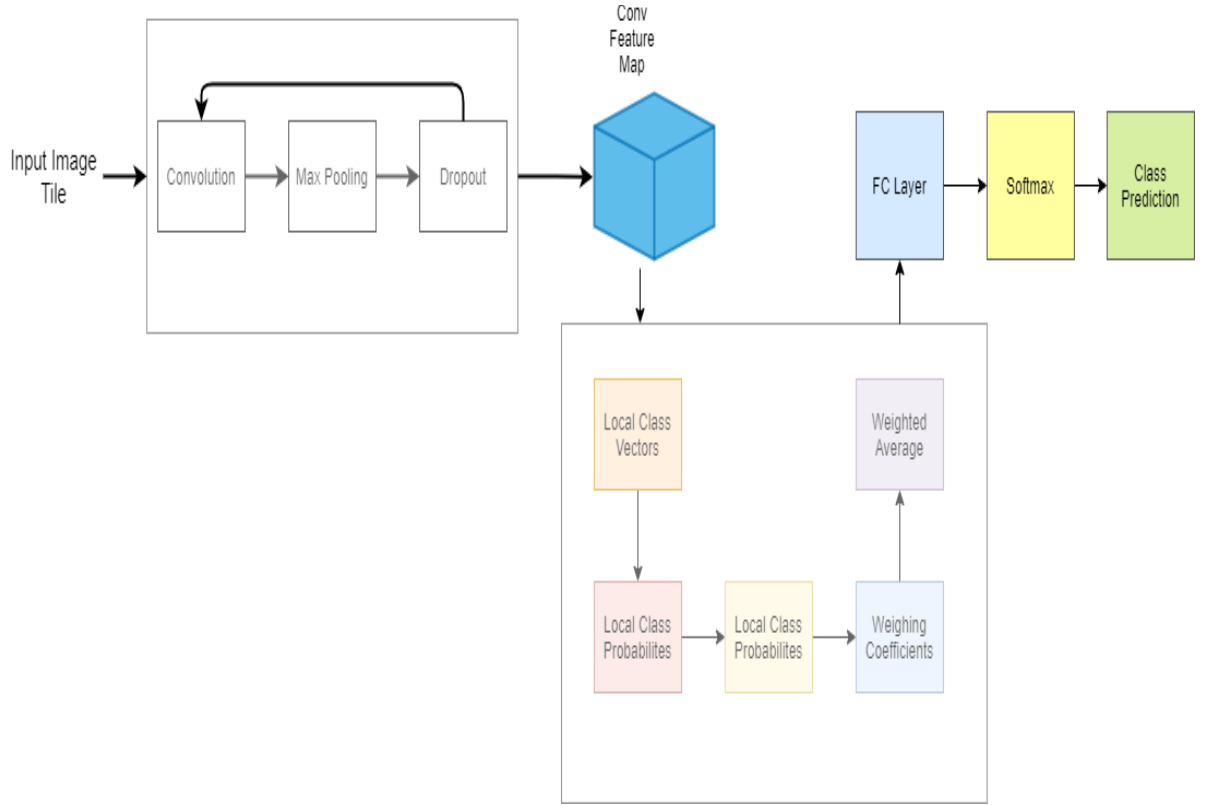 Conv
Feature
Map
Input Image
Tile
Convolution
Max Pooling
Dropout
FC Layer
Softmax
Class
Prediction
Local Class
Vectors
Weighted
Average
Local Class
Probabilites
Local Class
Probabilites
Weighing
Coefficients